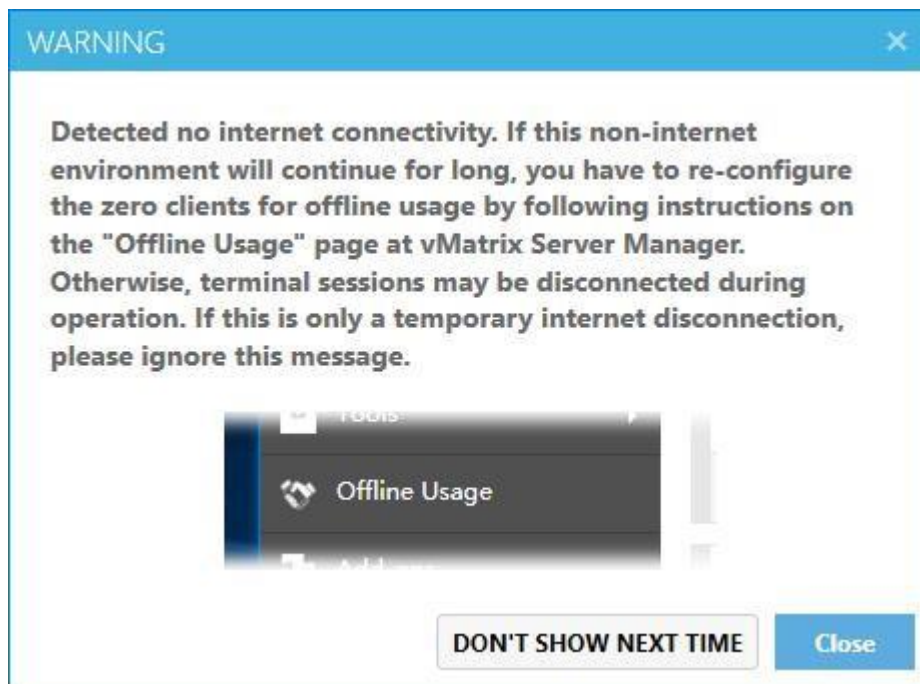 WARNING
Detected no internet connectivity. If this non-internet
environment will continue for long, you have to re-configure
the zero clients for offline usage by following instructions on
the "Offline Usage" page at vMatrix Server Manager.
Otherwise, terminal sessions may be disconnected during
operation. If this is only a temporary internet disconnection,
please ignore this message.
Tools
Offline Usage
DON'T SHOW NEXT TIME
Close